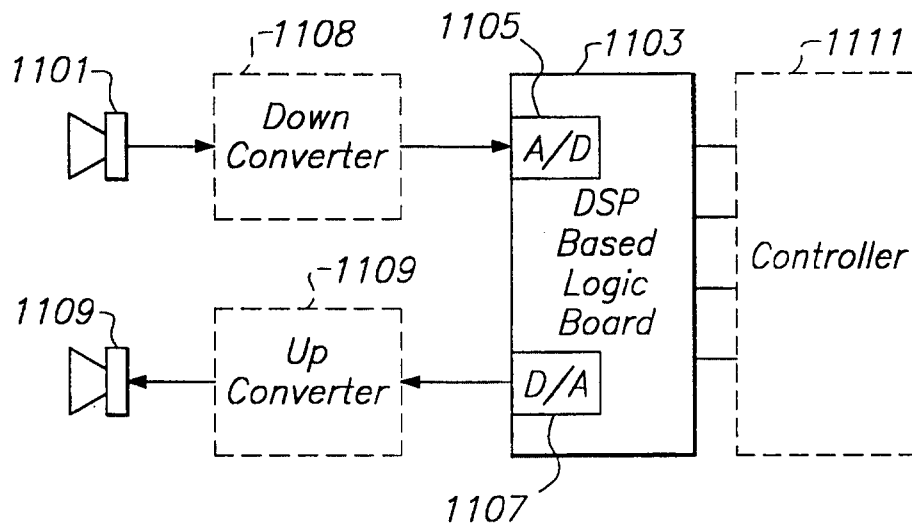 1108
1105
1103
1111
1101
Down
Converter
A/D
DSP
Based
Logic
Board
Controller
1109
1109
Up
Converter
D/A
1107